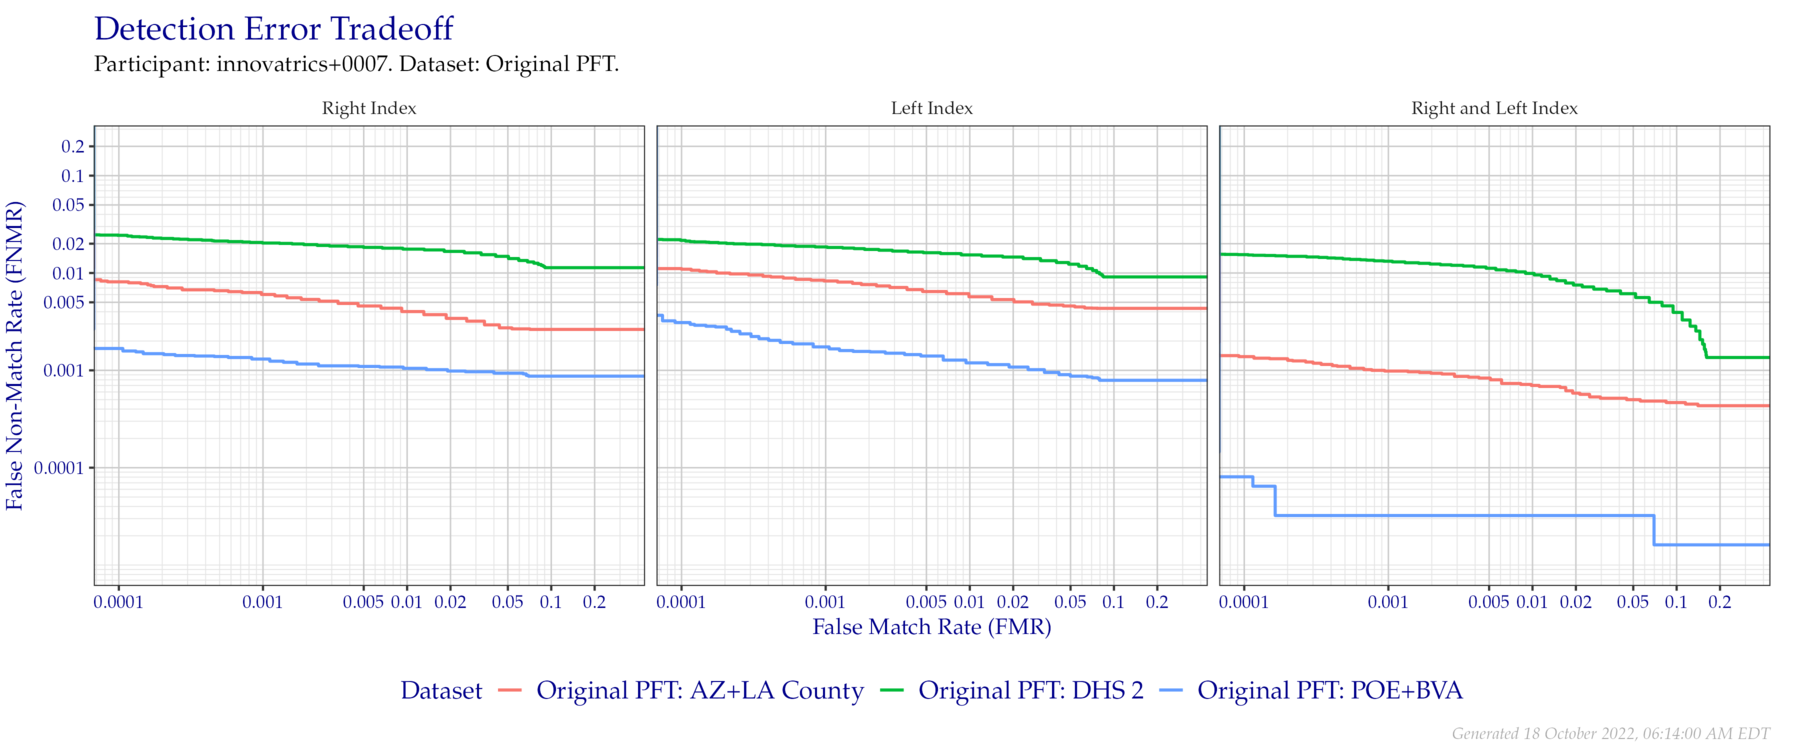 Detection Error Tradeoff
Participant: innovatrics+0007. Dataset: Original PFT.
Right Index
Left Index
Right and Left Index
False Non-Match Rate (FNMR)
0.2
0.1
0.05
0.02
0.01
0.005
0.001
0.0001
0.0001 0.001 0.005 0.01 0.02 0.05 0.1 0.2
0.0001 0.001 0.005 0.01 0.02 0.05 0.1 0.2
0.0001 0.001 0.005 0.01 0.02 0.05 0.1 0.2
False Match Rate (FMR)
Dataset Original PFT: AZ+LA County Original PFT: DHS 2 Original PFT: POE+BVA
Generated 18 October 2022, 06:14:00 AM EDT